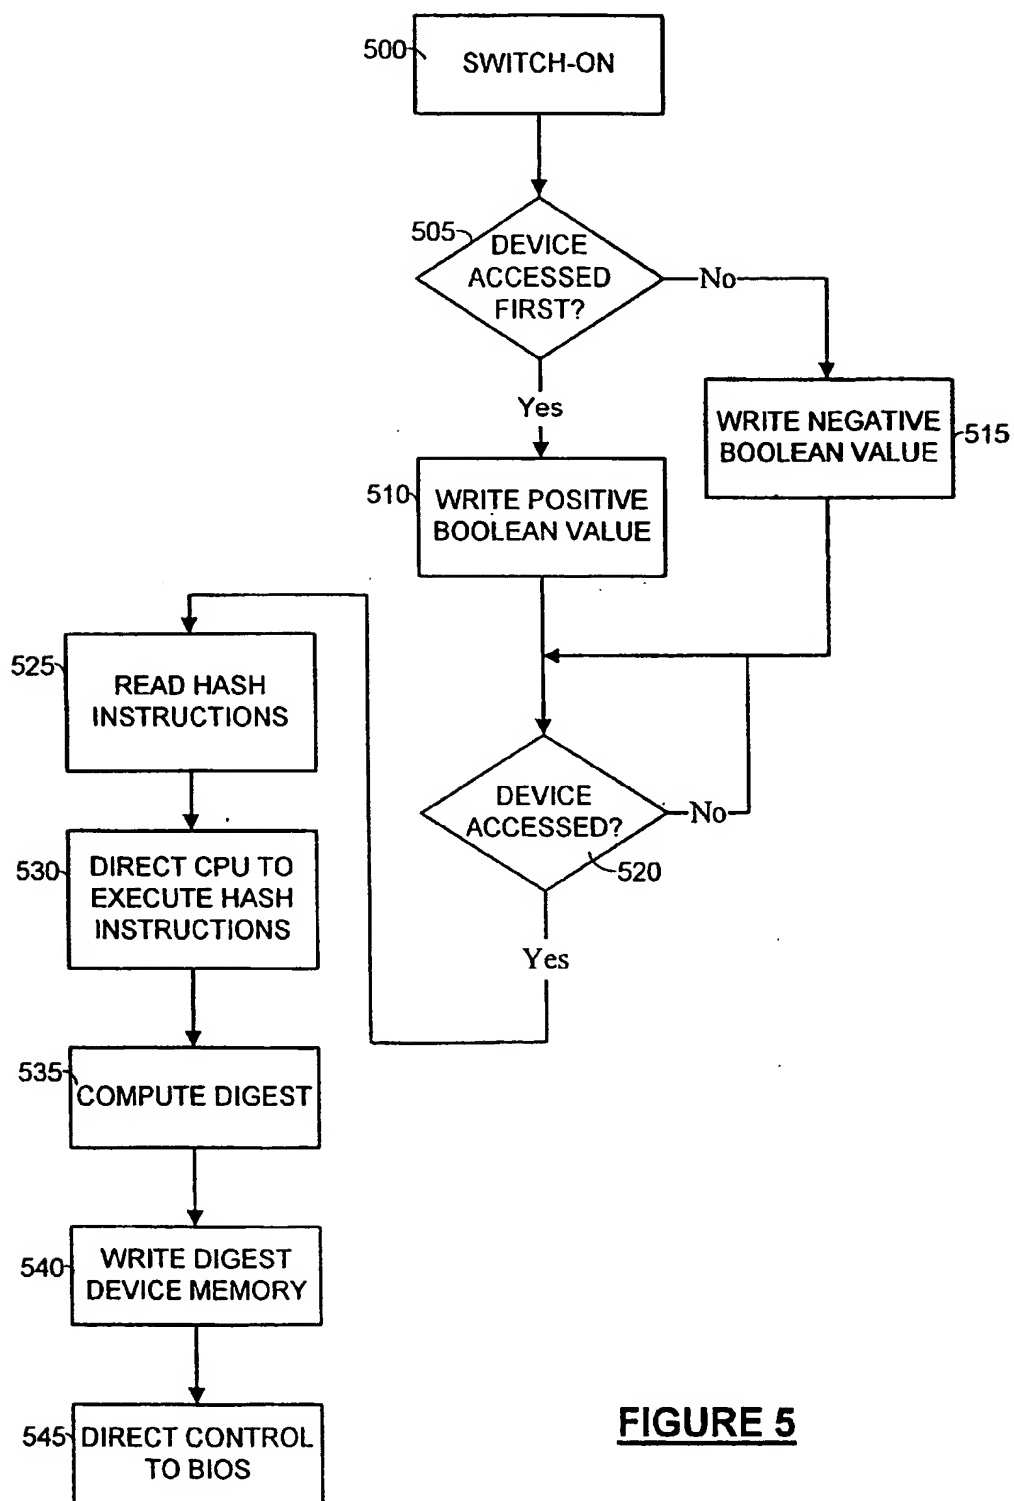 500
SWITCH-ON
505
DEVICE
ACCESSED
FIRST?
No
Yes
WRITE NEGATIVE
BOOLEAN VALUE
515
510
WRITE POSITIVE
BOOLEAN VALUE
525
READ HASH
INSTRUCTIONS
DEVICE
ACCESSED?
No
520
530
DIRECT CPU TO
EXECUTE HASH
INSTRUCTIONS
Yes
535
COMPUTE DIGEST
540
WRITE DIGEST
DEVICE MEMORY
545
DIRECT CONTROL
TO BIOS
FIGURE 5